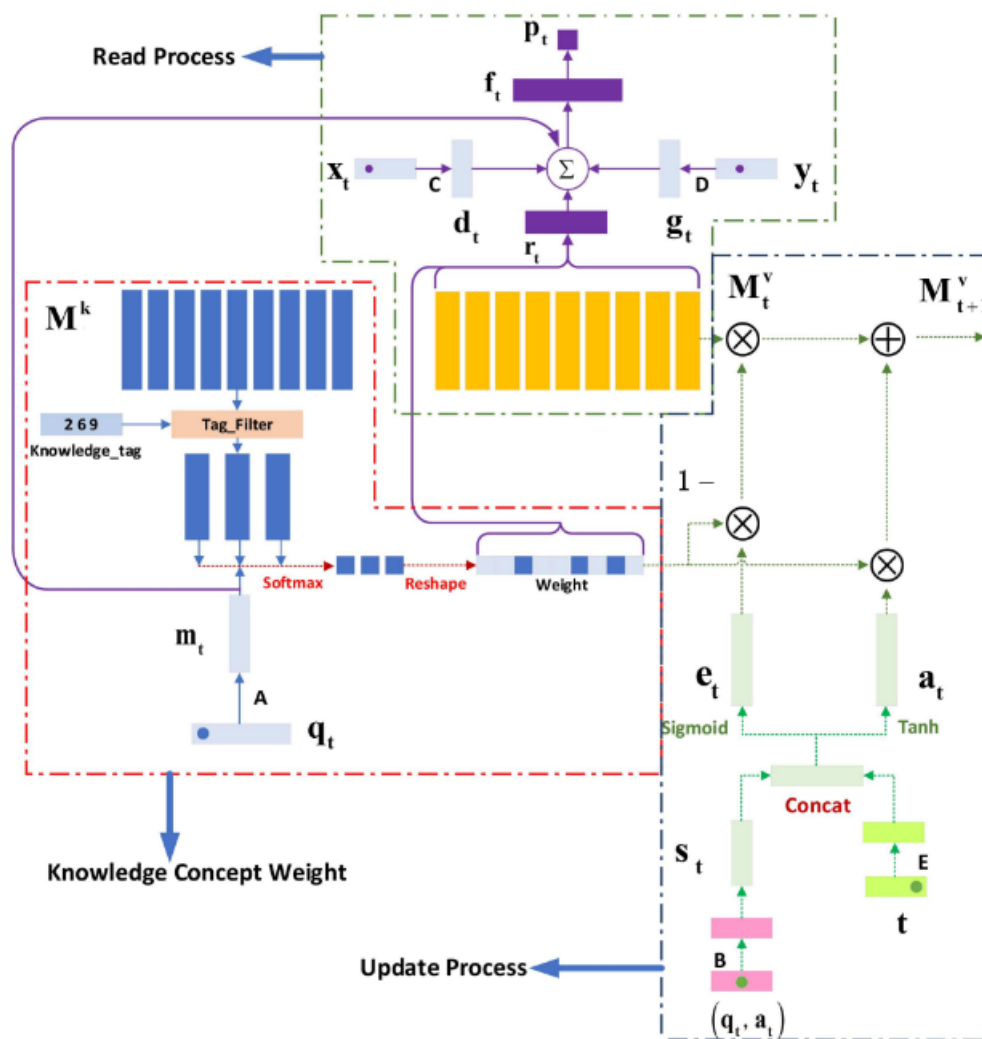 p_t
Read Process
f_t
Σ
x_t
C
D
y_t
d_t
g_t
r_t
M^k
M_t^v
M_{t+1}^v
2 6 9
Tag_Filter
Knowledge_tag
1 −
Softmax
Reshape
Weight
m_t
A
e_t
a_t
q_t
Sigmoid
Tanh
Concat
s_t
E
Knowledge Concept Weight
t
Update Process
B
(q_t, a_t)